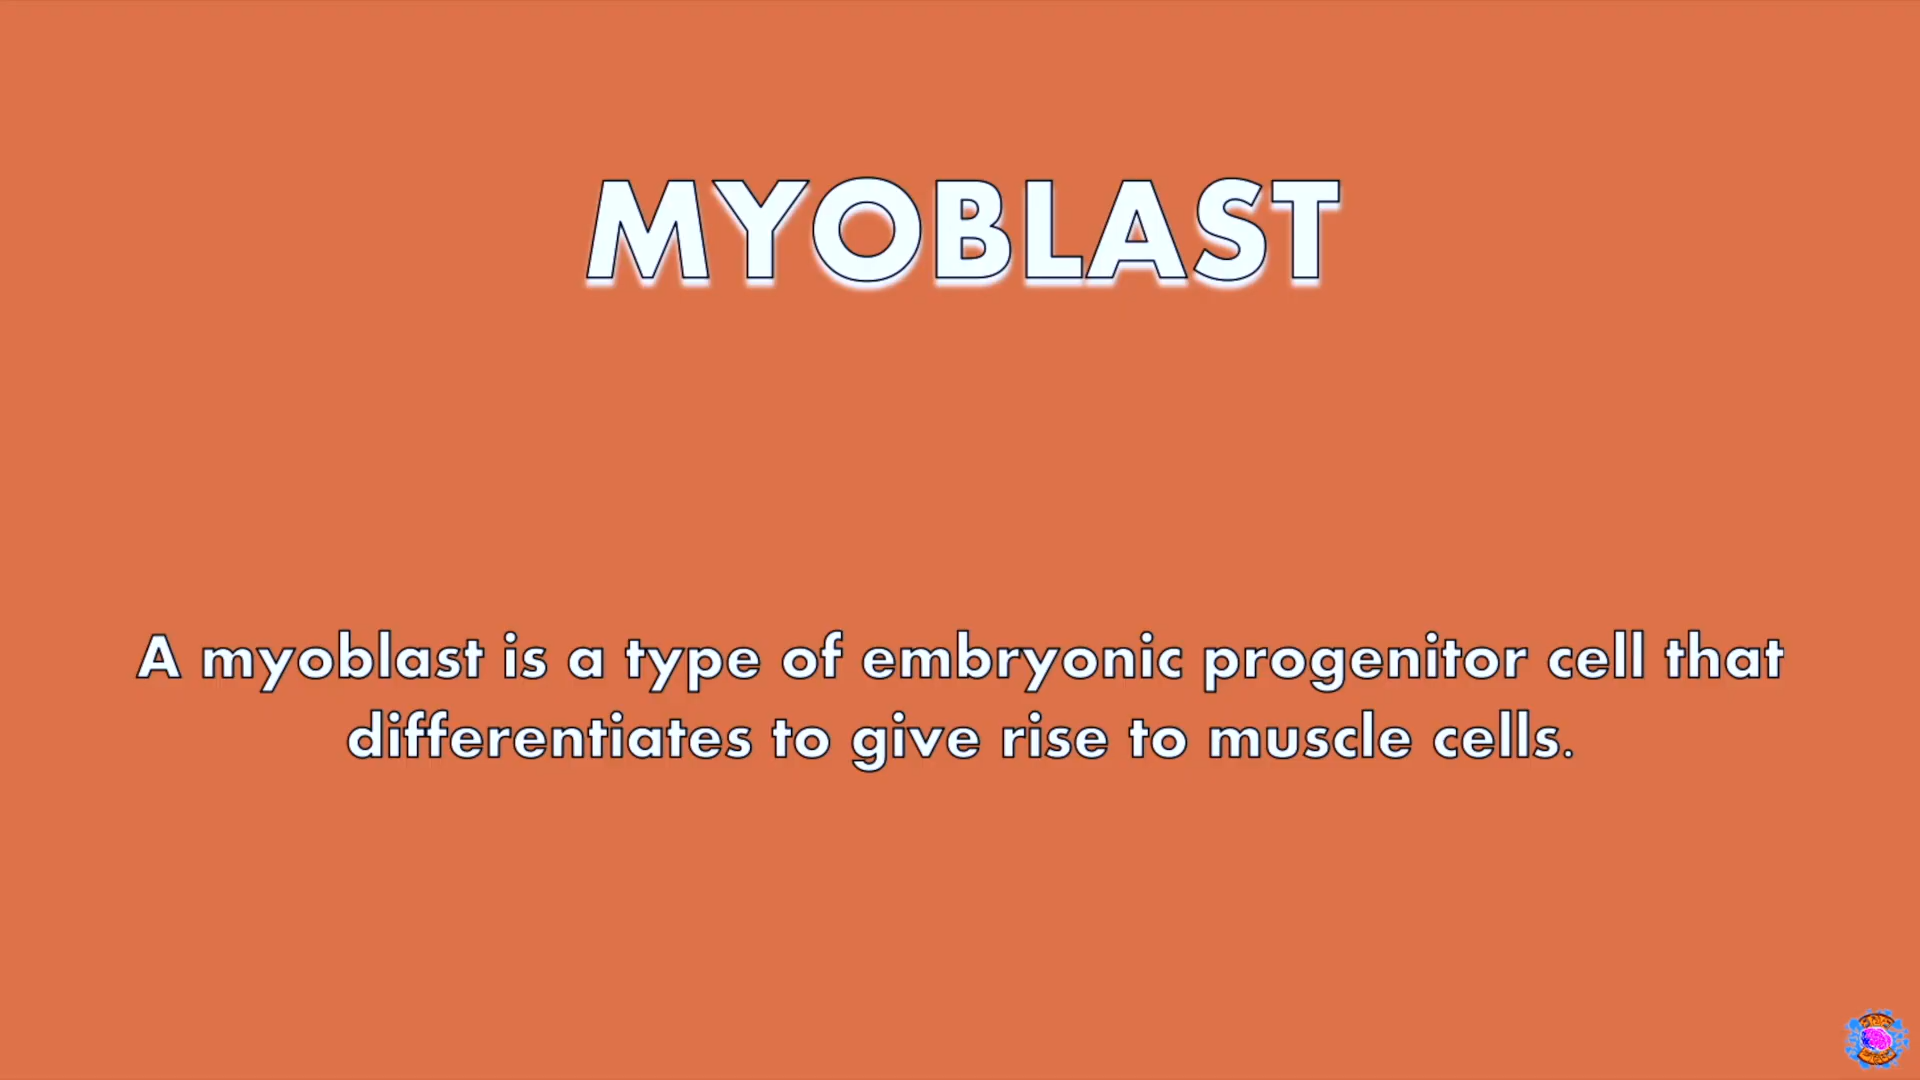 MYOBLAST
A myoblast is a type of embryonic progenitor cell that
differentiates to give rise to muscle cells.